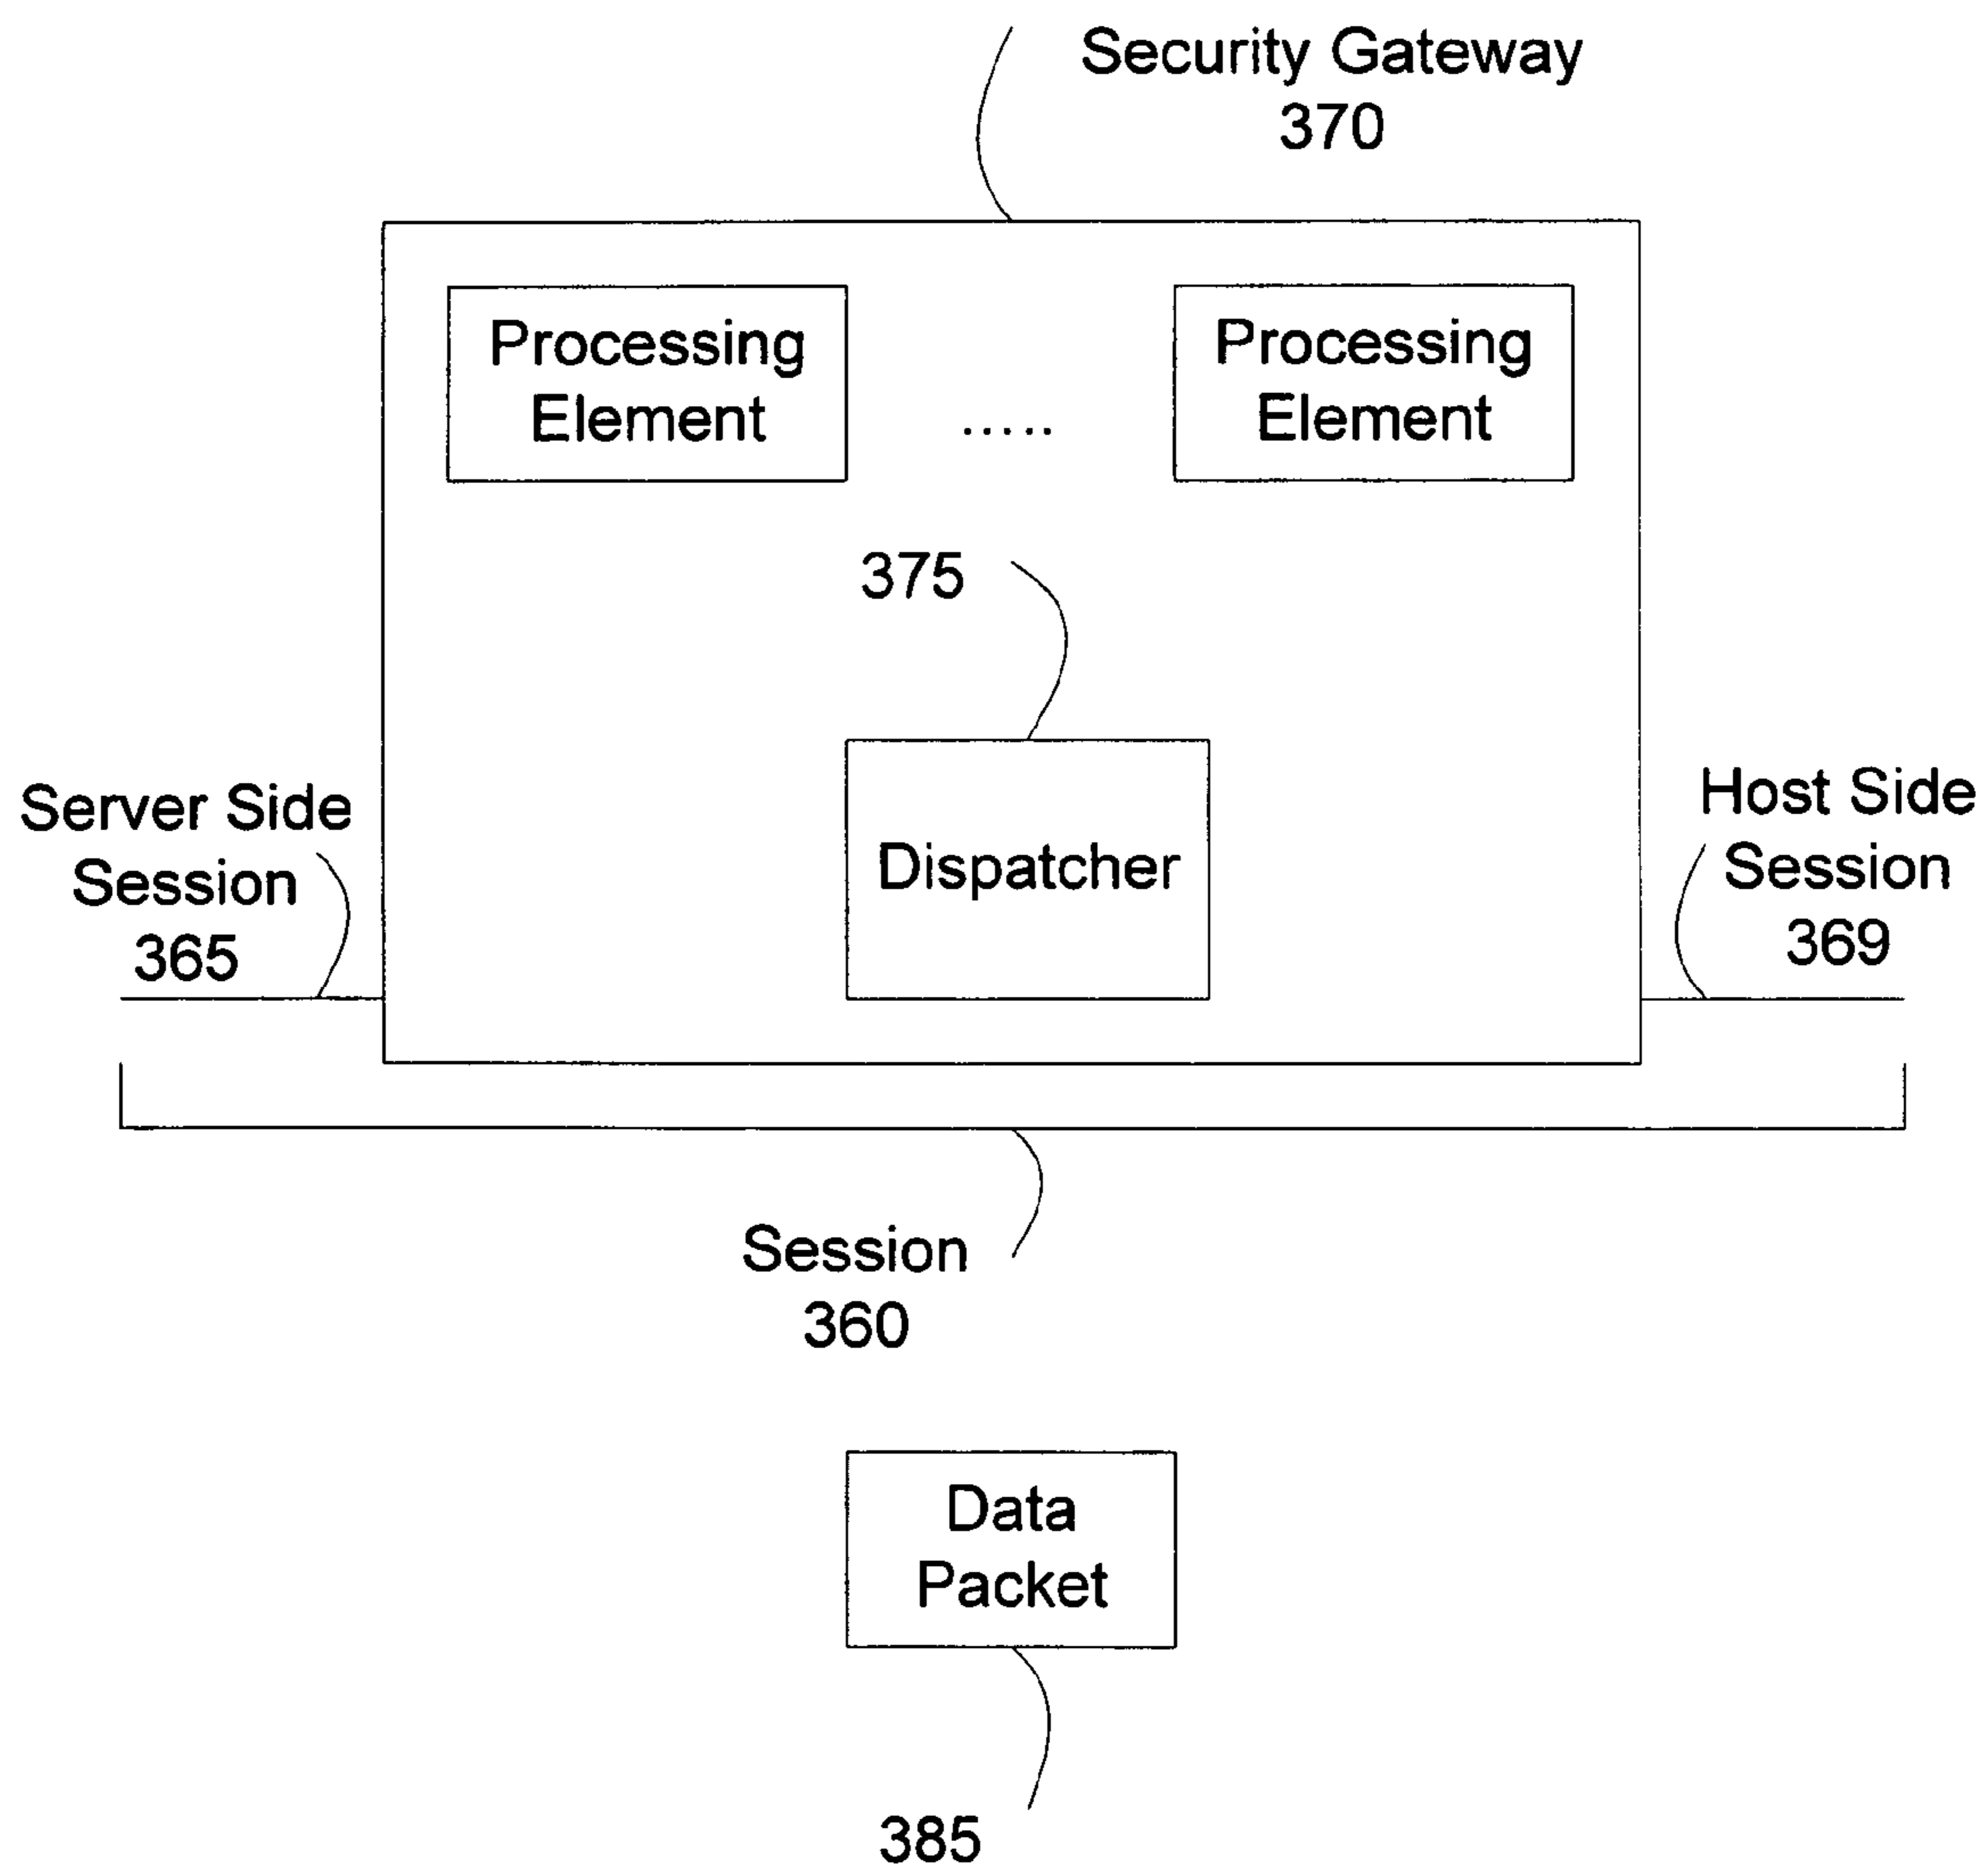 Security Gateway
370
Processing
Element
.....
Processing
Element
375
Dispatcher
Server Side
Session
365
Host Side
Session
369
Session
360
Data
Packet
385